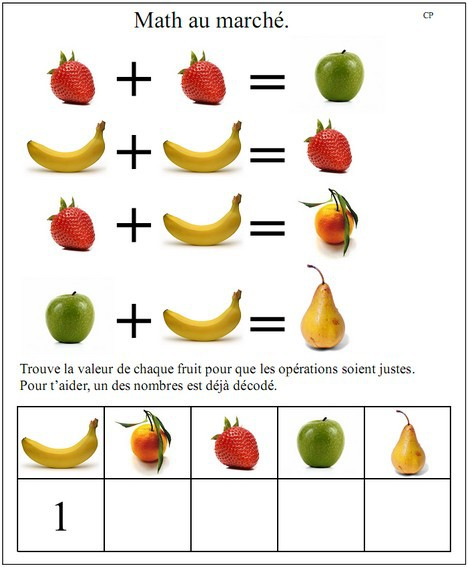 Math au marché.
CP
+ =
+ =
+ =
+ =
Trouve la valeur de chaque fruit pour que les opérations soient justes.
Pour t'aider, un des nombres est déjà décodé.
1